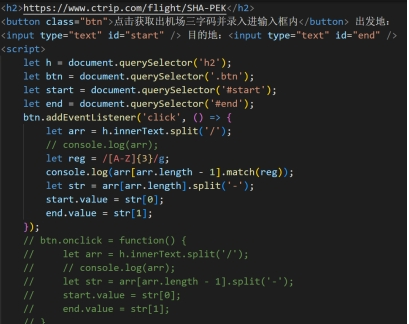 <h2>https://www.ctrip.com/flight/SHA-PEK</h2>
<button class="btn">点击获取出机场三字码并录入进输入框内</button> 出发地:
<input type="text" id="start" /> 目的地: <input type="text" id="end" />
<script>
    let h = document.querySelector('h2');
    let btn = document.querySelector('.btn');
    let start = document.querySelector('#start');
    let end = document.querySelector('#end');
    btn.addEventListener('click', () => {
        let arr = h.innerText.split('/');
        // console.log(arr);
        let reg = /[A-Z]{3}/g;
        console.log(arr[arr.length - 1].match(reg));
        let str = arr[arr.length].split('-');
        start.value = str[0];
        end.value = str[1];
    });
    // btn.onclick = function() {
    //     let arr = h.innerText.split('/');
    //     // console.log(arr);
    //     let str = arr[arr.length - 1].split('-');
    //     start.value = str[0];
    //     end.value = str[1];
    // }